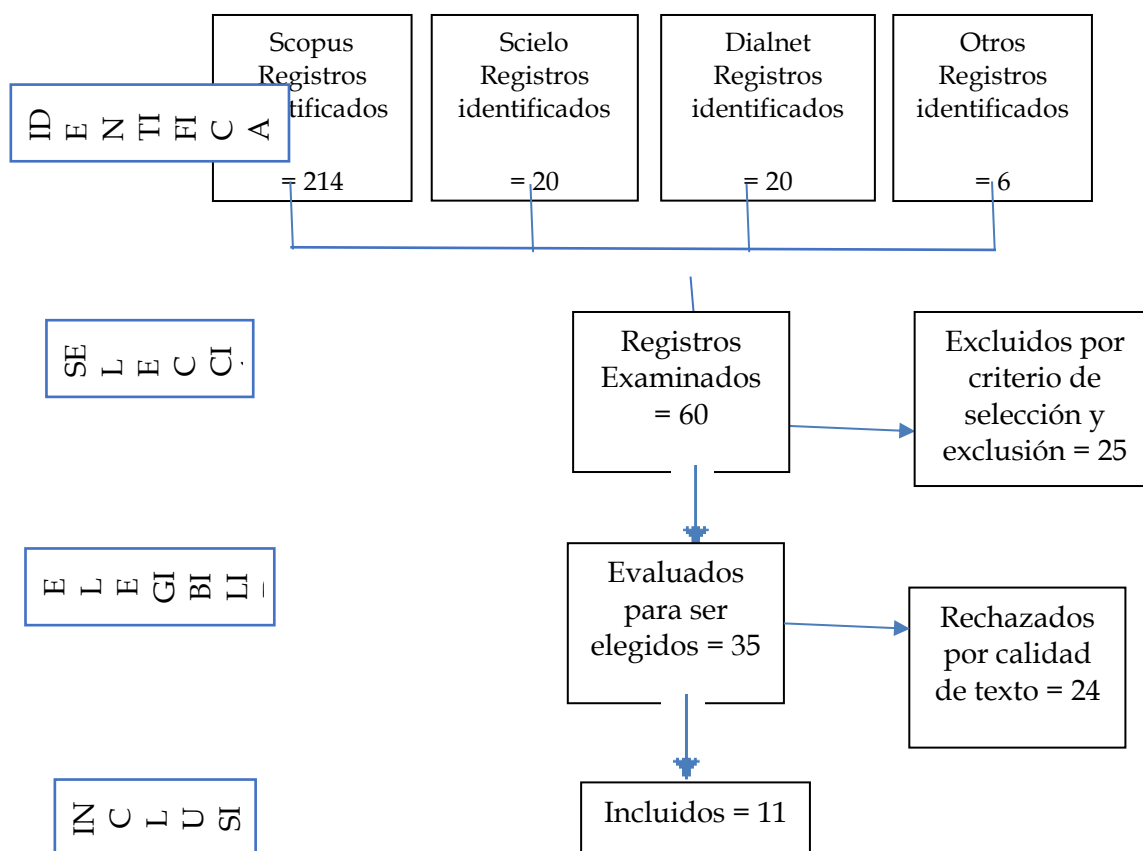 Scopus
Registros
tificados
= 214
Scielo
Registros
identificados
= 20
Dialnet
Registros
identificados
= 20
Otros
Registros
identificados
= 6
ID E N TI FI C A
SE L E C CI
Registros
Examinados
= 60
Excluidos por
criterio de
selección y
exclusión = 25
E L E GI BI LI
Evaluados
para ser
elegidos = 35
Rechazados
por calidad
de texto = 24
IN C L U SI
Incluidos = 11